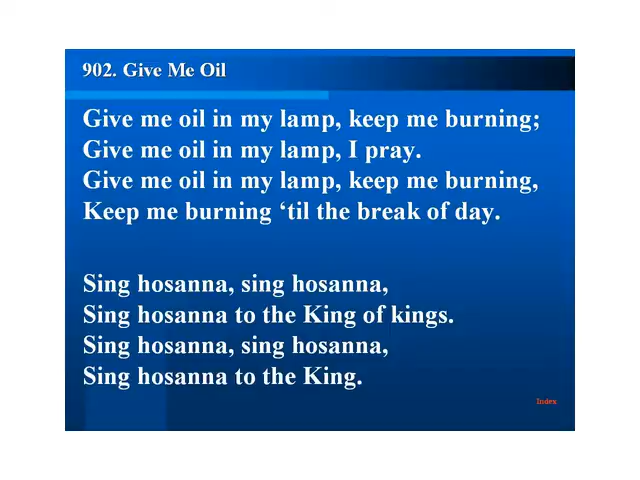 902. Give Me Oil
Give me oil in my lamp, keep me burning;
Give me oil in my lamp, I pray.
Give me oil in my lamp, keep me burning,
Keep me burning ‘til the break of day.
Sing hosanna, sing hosanna,
Sing hosanna to the King of kings.
Sing hosanna, sing hosanna,
Sing hosanna to the King.
Index